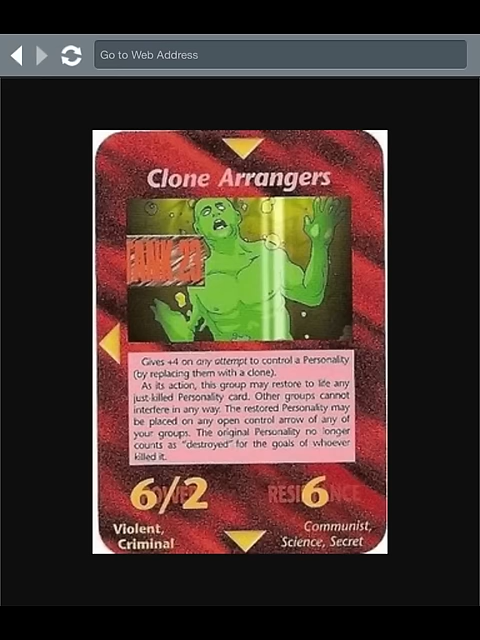 Go to Web Address
Clone Arrangers
TANK 23
Gives +4 on any attempt to control a Personality
(by replacing them with a clone).
As its action, this group may restore to life any
just-killed Personality card. Other groups cannot
interfere in any way. The restored Personality may
be placed on any open control arrow of any of
your groups. The original Personality no longer
counts as "destroyed" for the goals of whoever
killed it.
POWER 6/2
RESISTANCE 6
Violent,
Criminal
Communist,
Science, Secret